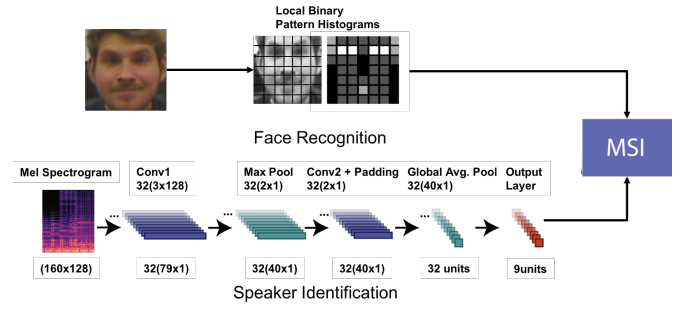 Local Binary
Pattern Histograms
Face Recognition
MSI
Mel Spectrogram
Conv1
32(3x128)
Max Pool
32(2x1)
Conv2 + Padding
32(2x1)
Global Avg. Pool
32(40x1)
Output
Layer
...
...
...
...
(160x128)
32(79x1)
32(40x1)
32(40x1)
32 units
9units
Speaker Identification